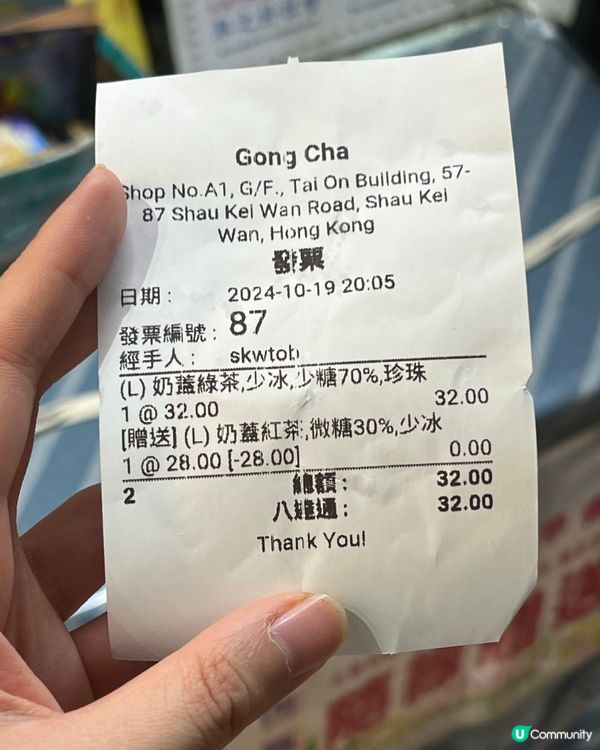 Gong Cha
Shop No.A1, G/F., Tai On Building, 57-
87 Shau Kei Wan Road, Shau Kei
Wan, Hong Kong
發票
日期： 2024-10-19 20:05
發票編號： 87
經手人： skwtob
(L) 奶蓋綠茶,少冰,少糖70%,珍珠
1 @ 32.00 32.00
[贈送] (L) 奶蓋紅茶,微糖30%,少冰
1 @ 28.00 [-28.00] 0.00
2 總額： 32.00
八達通： 32.00
Thank You!
U Community